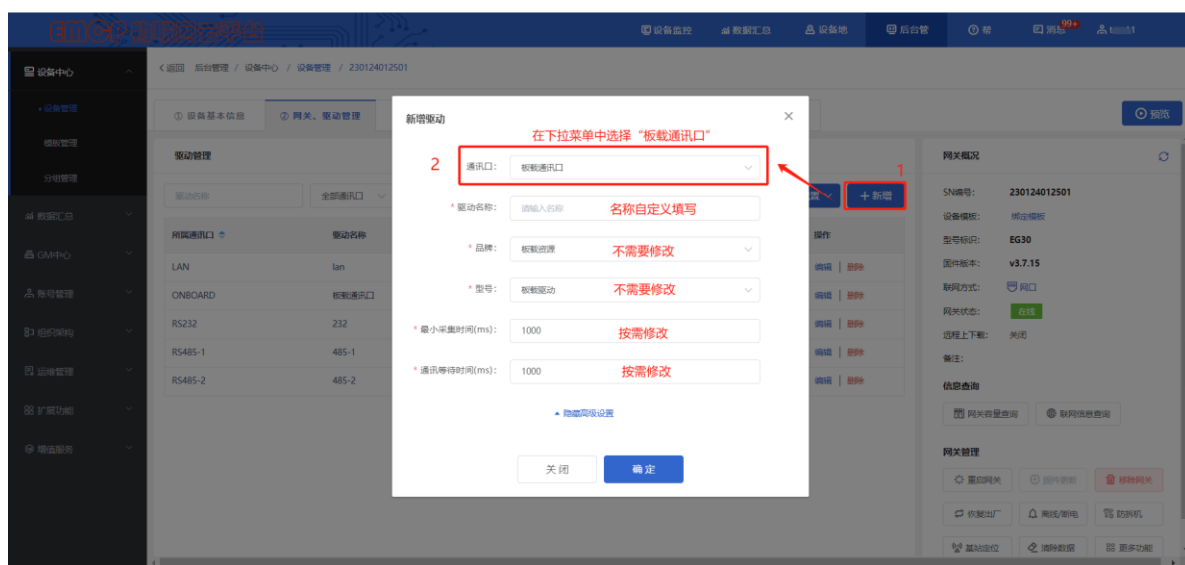 设备监控 数据汇总 设备地 后台管 帮 消息 99+
设备中心
返回 后台管理 / 设备中心 / 设备管理 / 230124012501
设备管理
① 设备基本信息 ② 网关、驱动管理
新增驱动
预览
模板管理
在下拉菜单中选择“板载通讯口”
驱动管理
2 通讯口: 板载通讯口
1
网关概况
分组管理
驱动名称 全部通讯口
+ 新增
SN编号: 230124012501
* 驱动名称: 请输入名称 名称自定义填写
数据汇总
设备模板: 绑定模板
所属通讯口 驱动名称 操作
型号标识: EG30
* 品牌: 板载资源 不需要修改
GM中心
LAN lan 编辑 | 删除
固件版本: v3.7.15
* 型号: 板载驱动 不需要修改
账号管理
ONBOARD 板载通讯口 编辑 | 删除
联网方式: 网口
网关状态: 在线
组织架构
RS232 232 编辑 | 删除
* 最小采集时间(ms): 1000 按需修改
远程上下载: 关闭
RS485-1 485-1 编辑 | 删除
备注:
运维管理
* 通讯等待时间(ms): 1000 按需修改
RS485-2 485-2 编辑 | 删除
信息查询
扩展功能
隐藏高级设置
网关容量查询 联网信息查询
增值服务
网关管理
关闭 确定
重启网关 固件更新 移除网关
恢复出厂 离线/断电 防拆机
基站定位 清除数据 更多功能